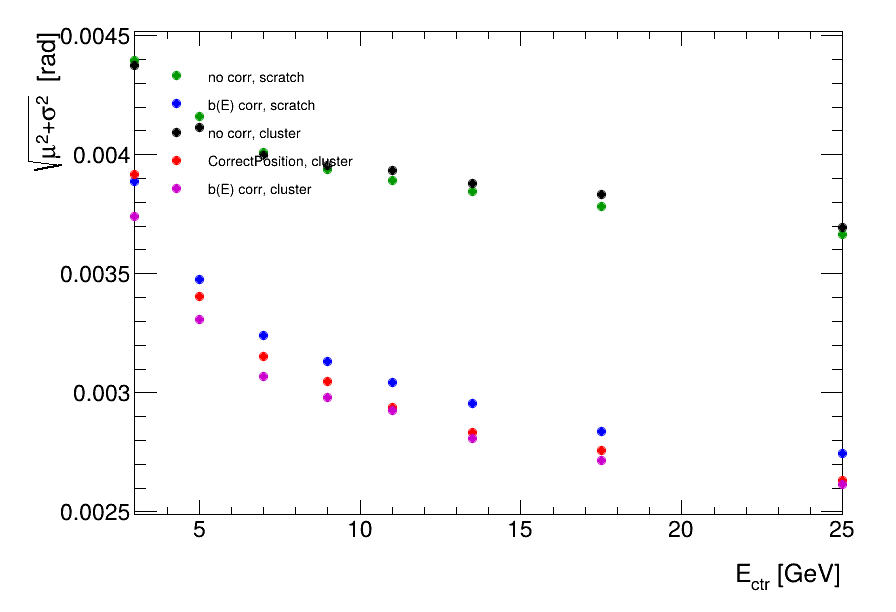 √μ²+σ² [rad]
0.0045
0.004
0.0035
0.003
0.0025
no corr, scratch
b(E) corr, scratch
no corr, cluster
CorrectPosition, cluster
b(E) corr, cluster
5 10 15 20 25
E_ctr [GeV]